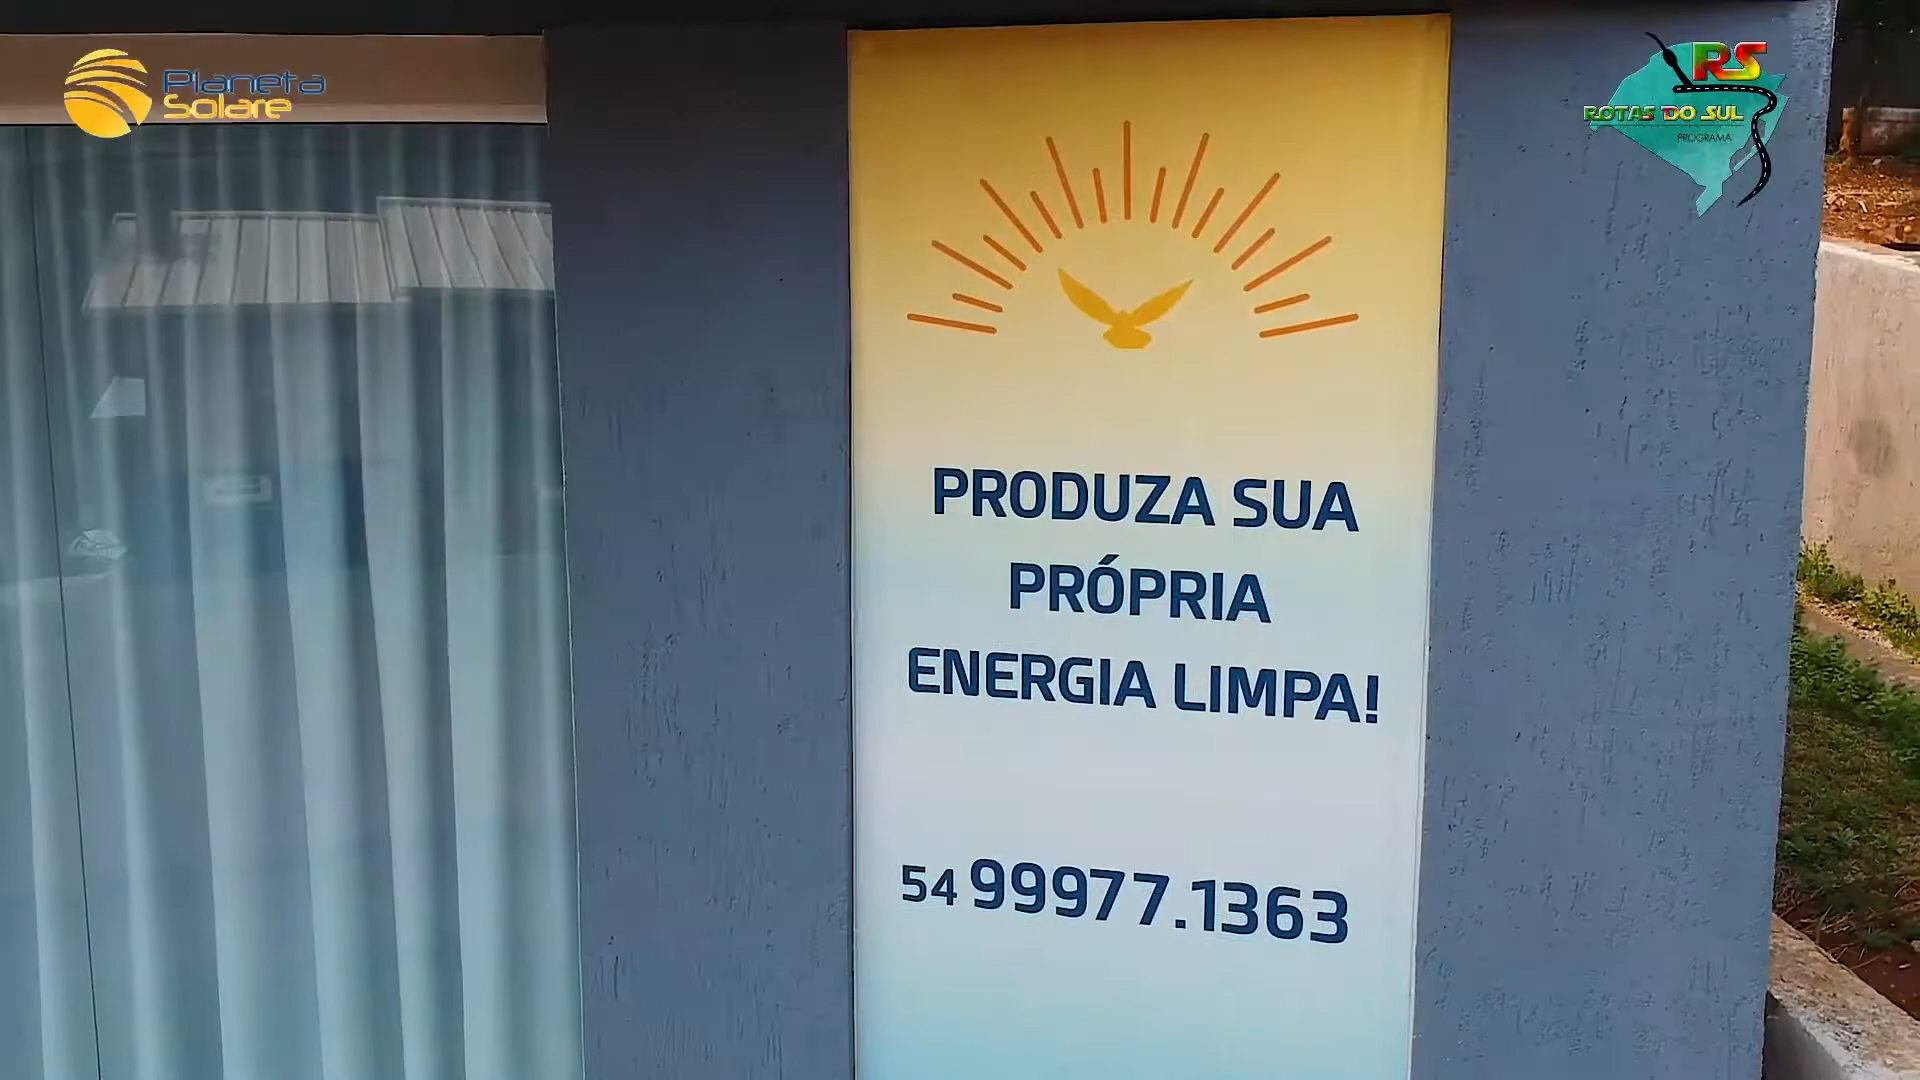 Planeta
Solare
RS
ROTAS DO SUL
PROGRAMA
PRODUZA SUA
PRÓPRIA
ENERGIA LIMPA!
54 99977.1363